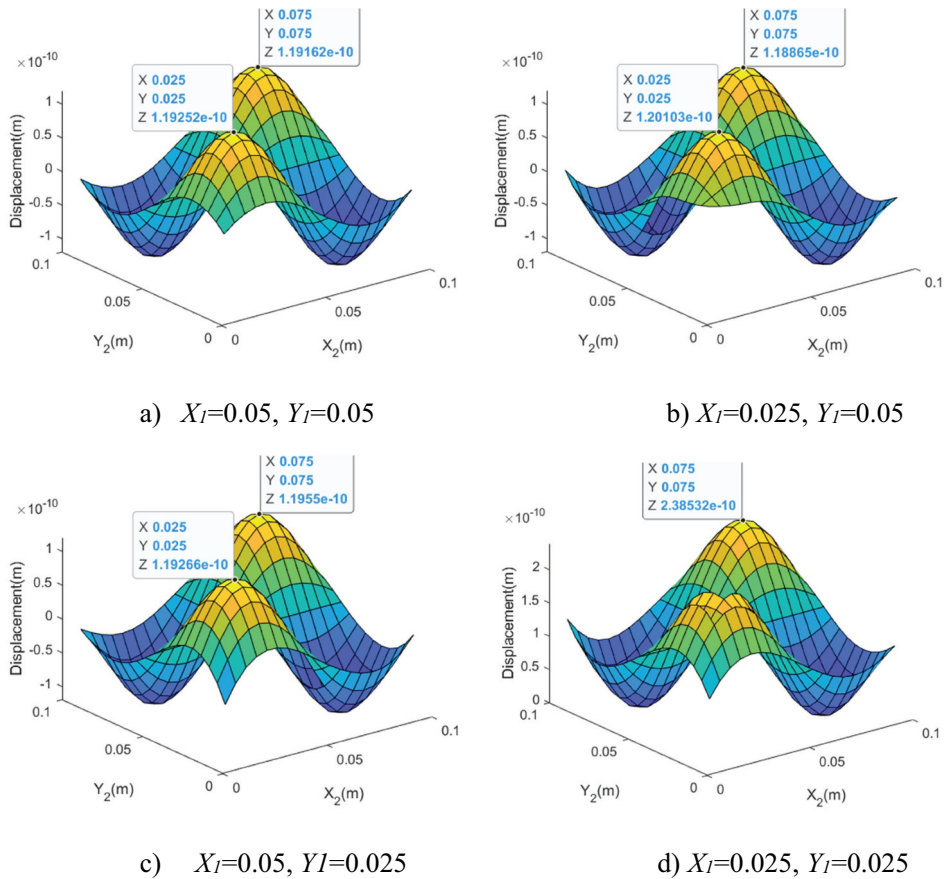 X 0.075
Y 0.075
Z 1.19162e-10
×10⁻¹⁰
X 0.025
Y 0.025
Z 1.19252e-10
Displacement(m)
1
0.5
0
-0.5
-1
0.1
0.05
0
Y₂(m)
0
0.05
0.1
X₂(m)
a) X₁=0.05, Y₁=0.05
X 0.075
Y 0.075
Z 1.18865e-10
×10⁻¹⁰
X 0.025
Y 0.025
Z 1.20103e-10
Displacement(m)
1
0.5
0
-0.5
-1
0.1
0.05
0
Y₂(m)
0
0.05
0.1
X₂(m)
b) X₁=0.025, Y₁=0.05
X 0.075
Y 0.075
Z 1.1955e-10
×10⁻¹⁰
X 0.025
Y 0.025
Z 1.19266e-10
Displacement(m)
1
0.5
0
-0.5
-1
0.1
0.05
0
Y₂(m)
0
0.05
0.1
X₂(m)
c) X₁=0.05, Y1=0.025
X 0.075
Y 0.075
Z 2.38532e-10
×10⁻¹⁰
Displacement(m)
2
1.5
1
0.5
0
0.1
0.05
0
Y₂(m)
0
0.05
0.1
X₂(m)
d) X₁=0.025, Y₁=0.025